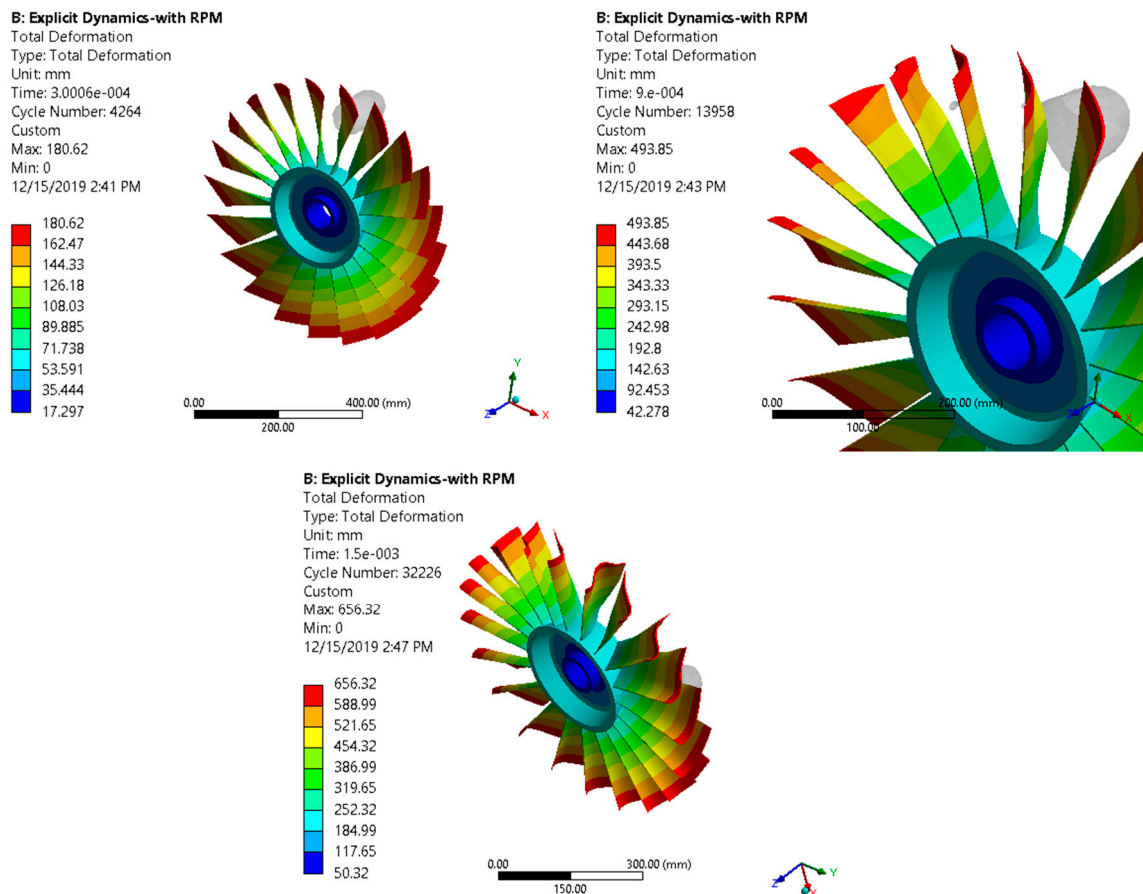 B: Explicit Dynamics-with RPM
Total Deformation
Type: Total Deformation
Unit: mm
Time: 3.0006e-004
Cycle Number: 4264
Custom
Max: 180.62
Min: 0
12/15/2019 2:41 PM
180.62
162.47
144.33
126.18
108.03
89.885
71.738
53.591
35.444
17.297
0.00
400.00 (mm)
200.00
Y
Z
X
B: Explicit Dynamics-with RPM
Total Deformation
Type: Total Deformation
Unit: mm
Time: 9.e-004
Cycle Number: 13958
Custom
Max: 493.85
Min: 0
12/15/2019 2:43 PM
493.85
443.68
393.5
343.33
293.15
242.98
192.8
142.63
92.453
42.278
0.00
200.00 (mm)
100.00
Y
Z
X
B: Explicit Dynamics-with RPM
Total Deformation
Type: Total Deformation
Unit: mm
Time: 1.5e-003
Cycle Number: 32226
Custom
Max: 656.32
Min: 0
12/15/2019 2:47 PM
656.32
588.99
521.65
454.32
386.99
319.65
252.32
184.99
117.65
50.32
0.00
300.00 (mm)
150.00
Y
Z
X